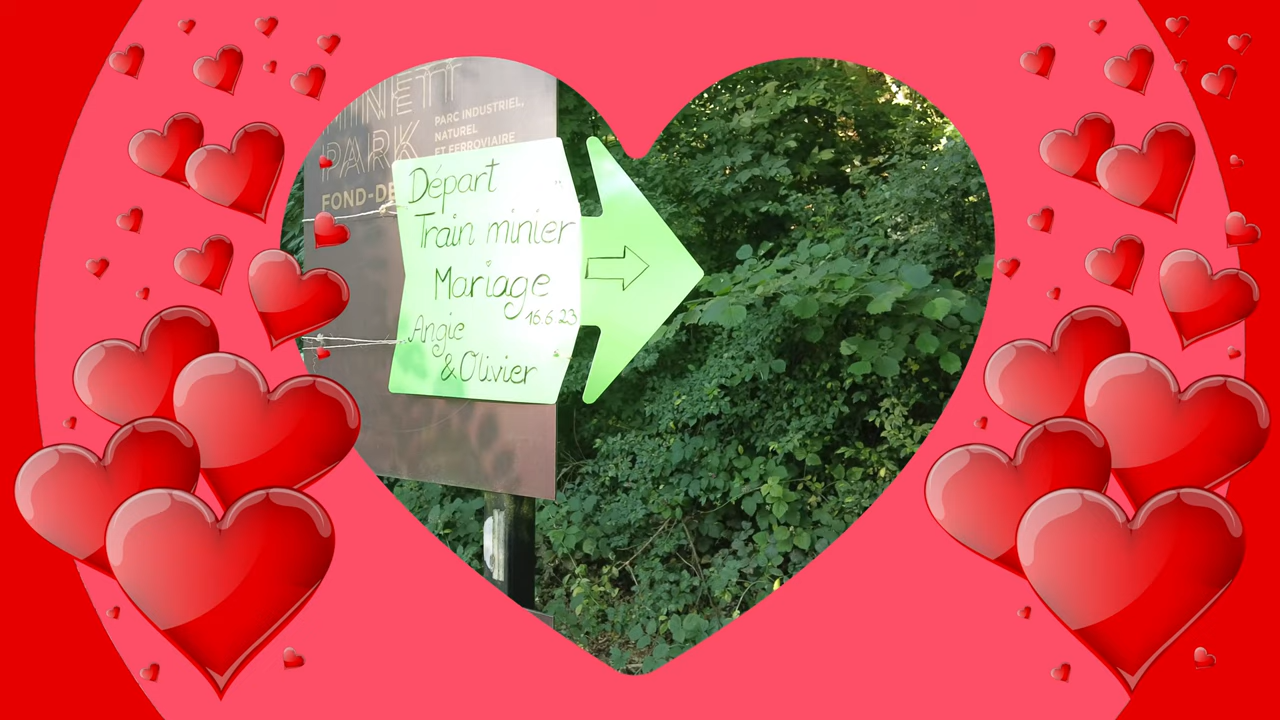 MINETT
PARK
PARC INDUSTRIEL,
NATUREL
ET FERROVIAIRE
FOND-DE
Départ
Train minier
Mariage
16.6.23
Angie
&Olivier